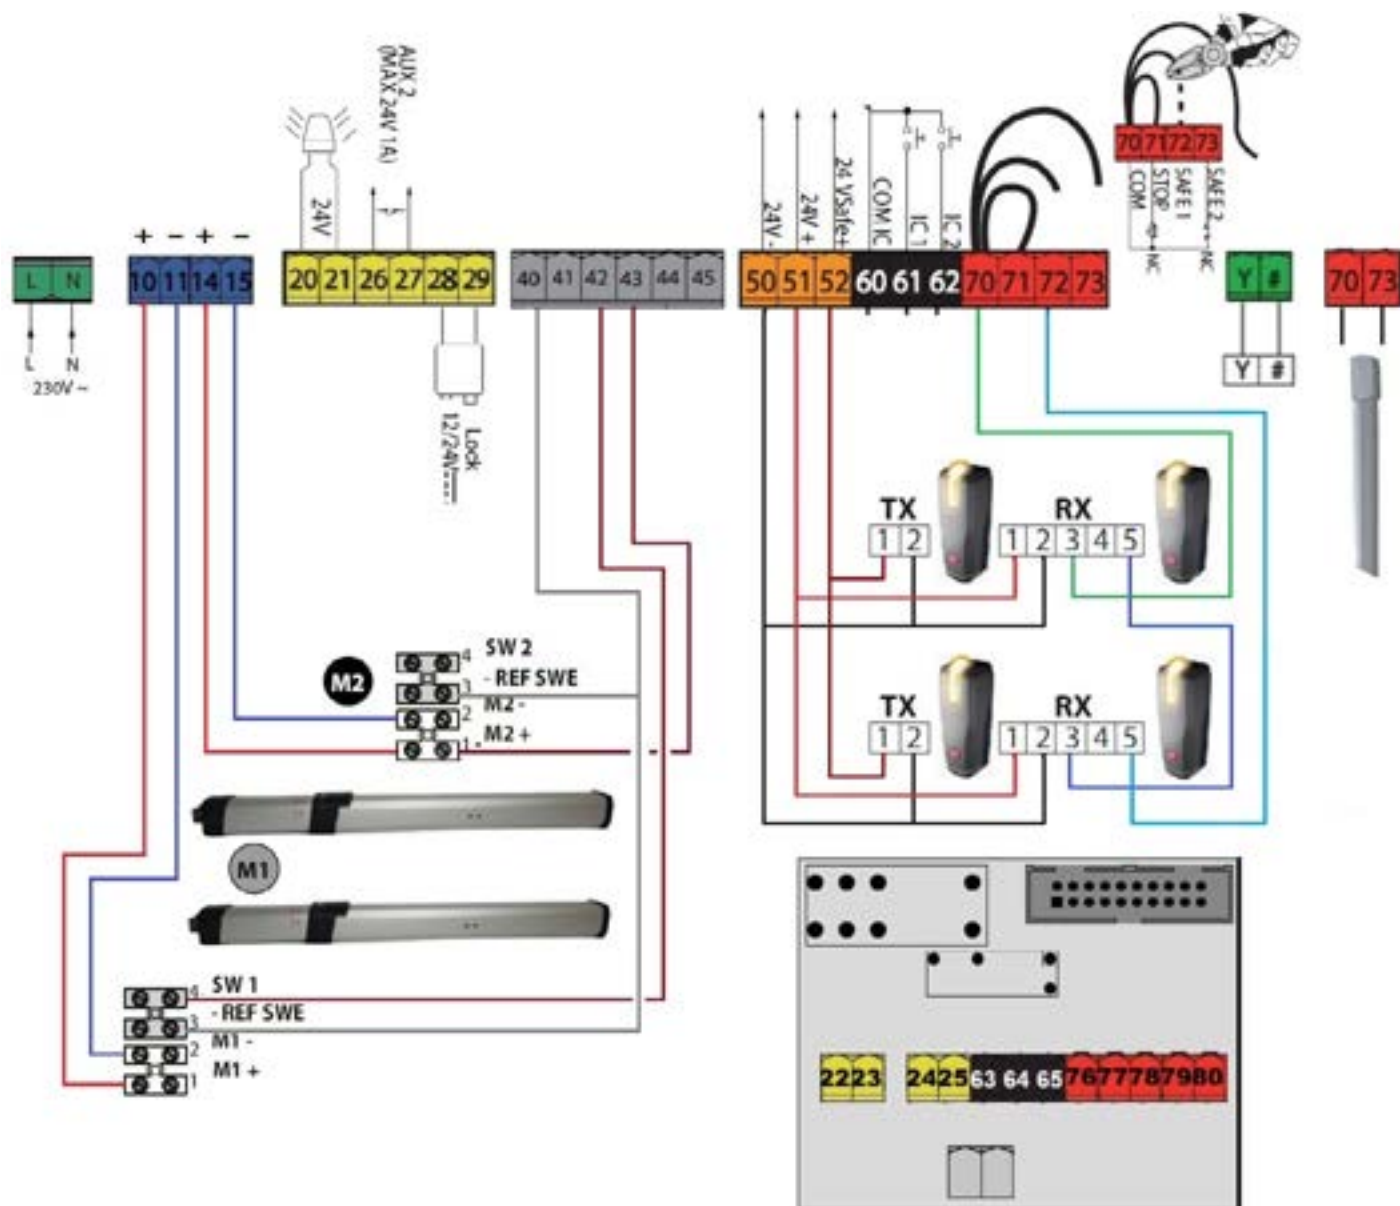 AUX 2
(MAX 24V 1A)
24V
24V -
24V +
24 VSafe+
COM IC
IC 1
IC 2
70 71 72 73
COM
STOP
SAFE 1
SAFE 2
NC
NC
+ - + -
L N
10 11 14 15
20 21 26 27 28 29
40 41 42 43 44 45
50 51 52 60 61 62 70 71 72 73
Y #
70 73
L N
230V ~
Y #
Lock
12/24V
TX
1 2
RX
1 2 3 4 5
M2
4 SW 2
3 - REF SWE
2 M2 -
1 M2 +
TX
1 2
RX
1 2 3 4 5
M1
4 SW 1
3 - REF SWE
2 M1 -
1 M1 +
22 23 24 25 63 64 65 76 77 78 79 80